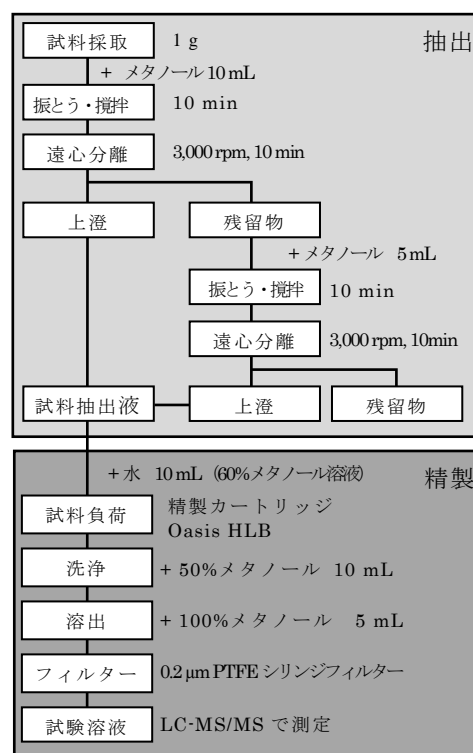 試料採取 1 g 抽出
+ メタノール10 mL
振とう・撹拌 10 min
遠心分離 3,000 rpm, 10 min
上澄 残留物
+メタノール 5mL
振とう・撹拌 10 min
遠心分離 3,000 rpm, 10min
試料抽出液 上澄 残留物
+水 10 mL (60%メタノール溶液) 精製
試料負荷 精製カートリッジ
Oasis HLB
洗浄 + 50%メタノール 10 mL
溶出 + 100%メタノール 5 mL
フィルター 0.2 μm PTFE シリンジフィルター
試験溶液 LC-MS/MS で測定